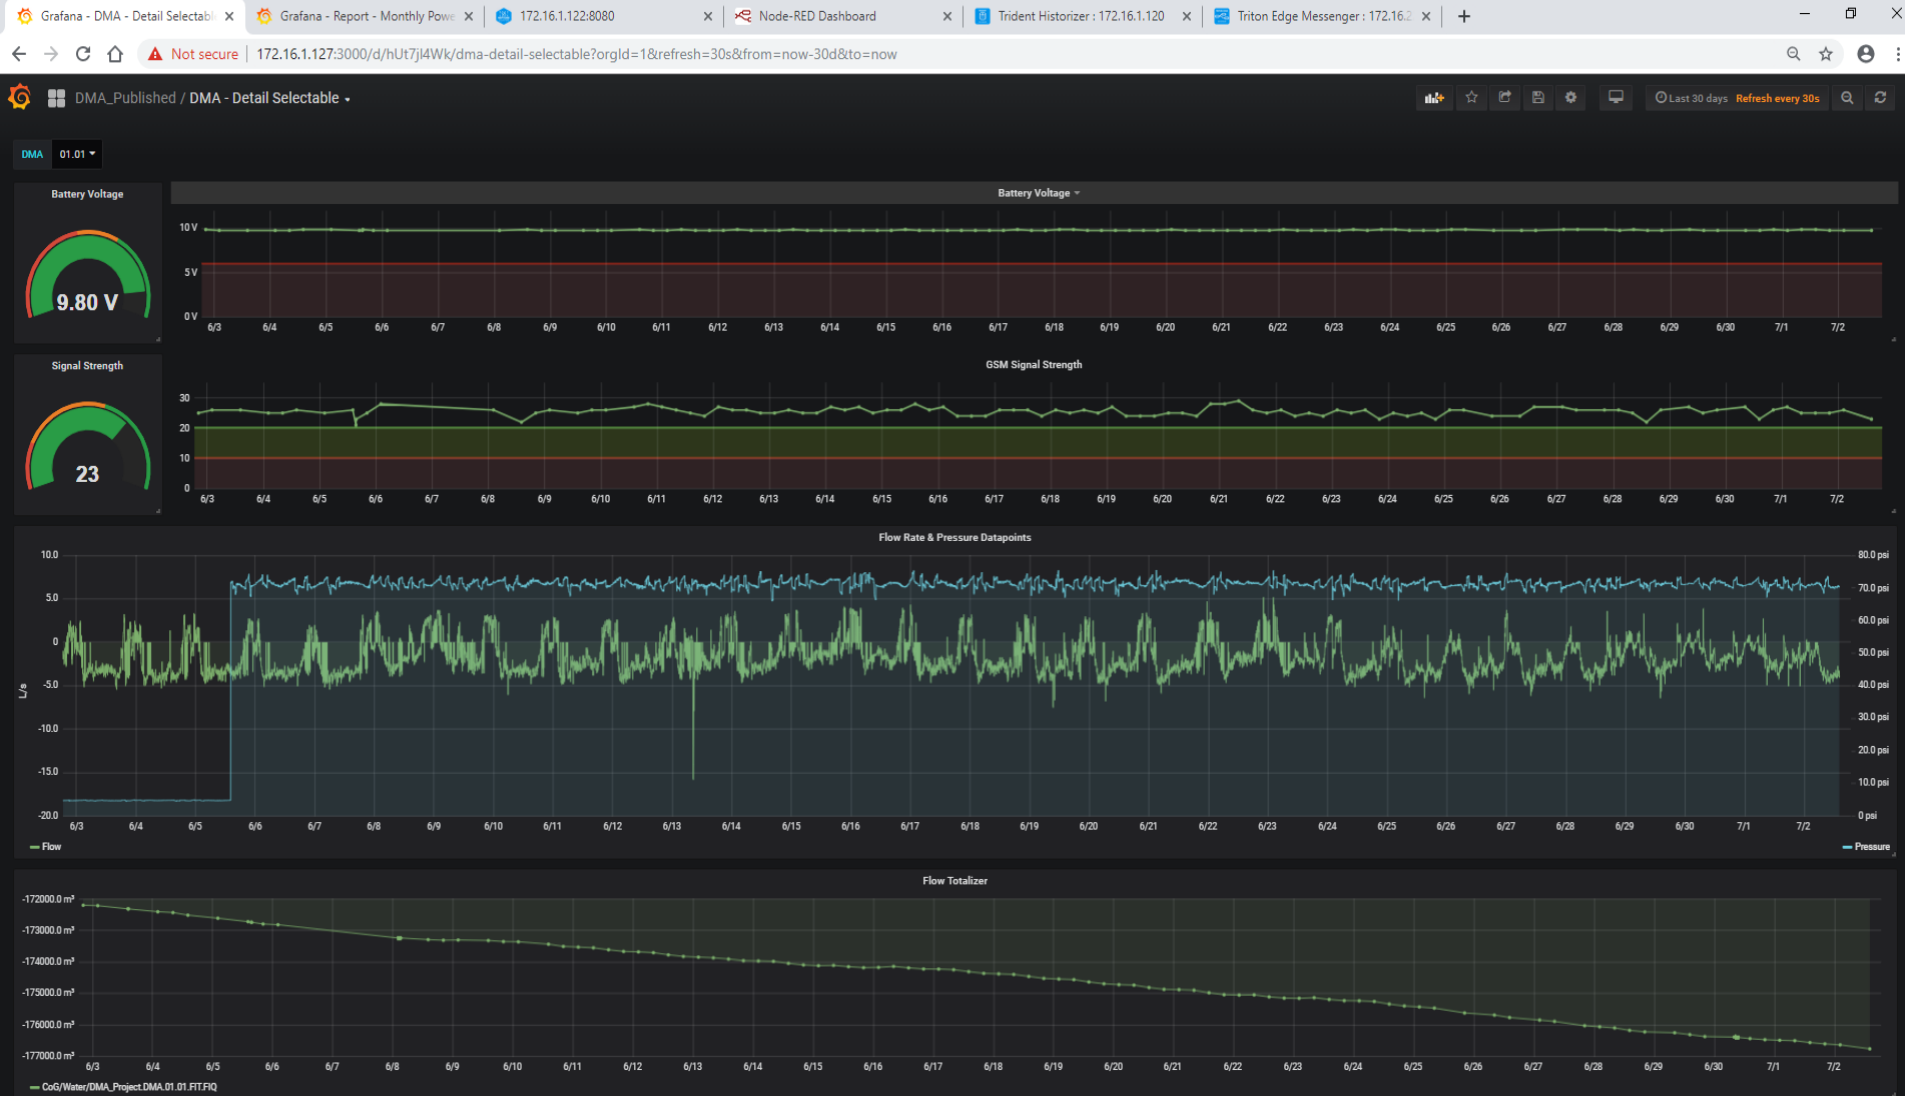 Grafana - DMA - Detail Selectabl
Grafana - Report - Monthly Powe
172.16.1.122:8080
Node-RED Dashboard
Trident Historizer : 172.16.1.120
Triton Edge Messenger : 172.16.2
Not secure 172.16.1.127:3000/d/hUt7jI4Wk/dma-detail-selectable?orgId=1&refresh=30s&from=now-30d&to=now
DMA_Published / DMA - Detail Selectable
Last 30 days Refresh every 30s
DMA 01.01
Battery Voltage
9.80 V
Battery Voltage
10 V
5 V
0 V
6/3 6/4 6/5 6/6 6/7 6/8 6/9 6/10 6/11 6/12 6/13 6/14 6/15 6/16 6/17 6/18 6/19 6/20 6/21 6/22 6/23 6/24 6/25 6/26 6/27 6/28 6/29 6/30 7/1 7/2
Signal Strength
23
GSM Signal Strength
30
20
10
0
6/3 6/4 6/5 6/6 6/7 6/8 6/9 6/10 6/11 6/12 6/13 6/14 6/15 6/16 6/17 6/18 6/19 6/20 6/21 6/22 6/23 6/24 6/25 6/26 6/27 6/28 6/29 6/30 7/1 7/2
Flow Rate & Pressure Datapoints
L/s
10.0
5.0
0
-5.0
-10.0
-15.0
-20.0
80.0 psi
70.0 psi
60.0 psi
50.0 psi
40.0 psi
30.0 psi
20.0 psi
10.0 psi
0 psi
6/3 6/4 6/5 6/6 6/7 6/8 6/9 6/10 6/11 6/12 6/13 6/14 6/15 6/16 6/17 6/18 6/19 6/20 6/21 6/22 6/23 6/24 6/25 6/26 6/27 6/28 6/29 6/30 7/1 7/2
Flow
Pressure
Flow Totalizer
-172000.0 m³
-173000.0 m³
-174000.0 m³
-175000.0 m³
-176000.0 m³
-177000.0 m³
6/3 6/4 6/5 6/6 6/7 6/8 6/9 6/10 6/11 6/12 6/13 6/14 6/15 6/16 6/17 6/18 6/19 6/20 6/21 6/22 6/23 6/24 6/25 6/26 6/27 6/28 6/29 6/30 7/1 7/2
CoG/Water/DMA_Project.DMA.01.01.FIT.FIQ